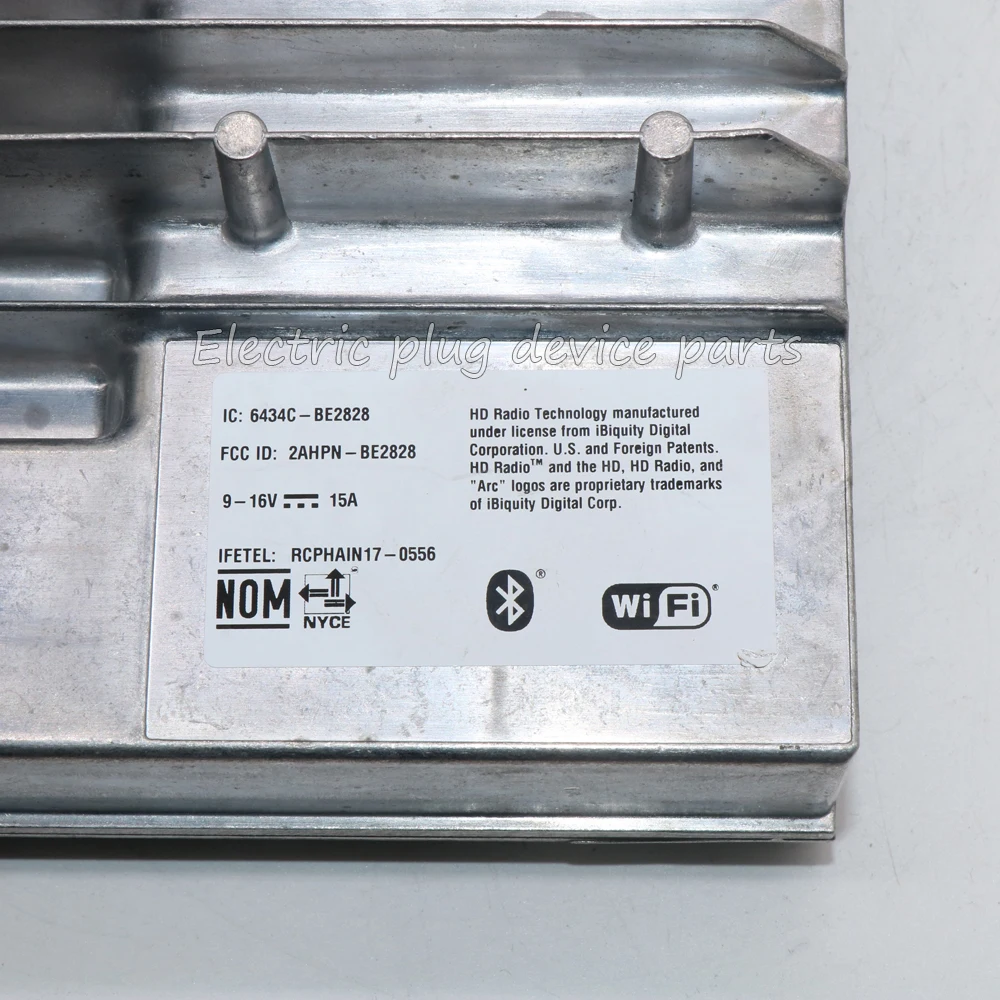 Electric plug device parts
IC: 6434C-BE2828
FCC ID: 2AHPN-BE2828
9-16V 15A
IFETEL: RCPHAIN17-0556
NOM
NYCE
HD Radio Technology manufactured
under license from iBiquity Digital
Corporation. U.S. and Foreign Patents.
HD Radio™ and the HD, HD Radio, and
"Arc" logos are proprietary trademarks
of iBiquity Digital Corp.
®
Wi Fi ®